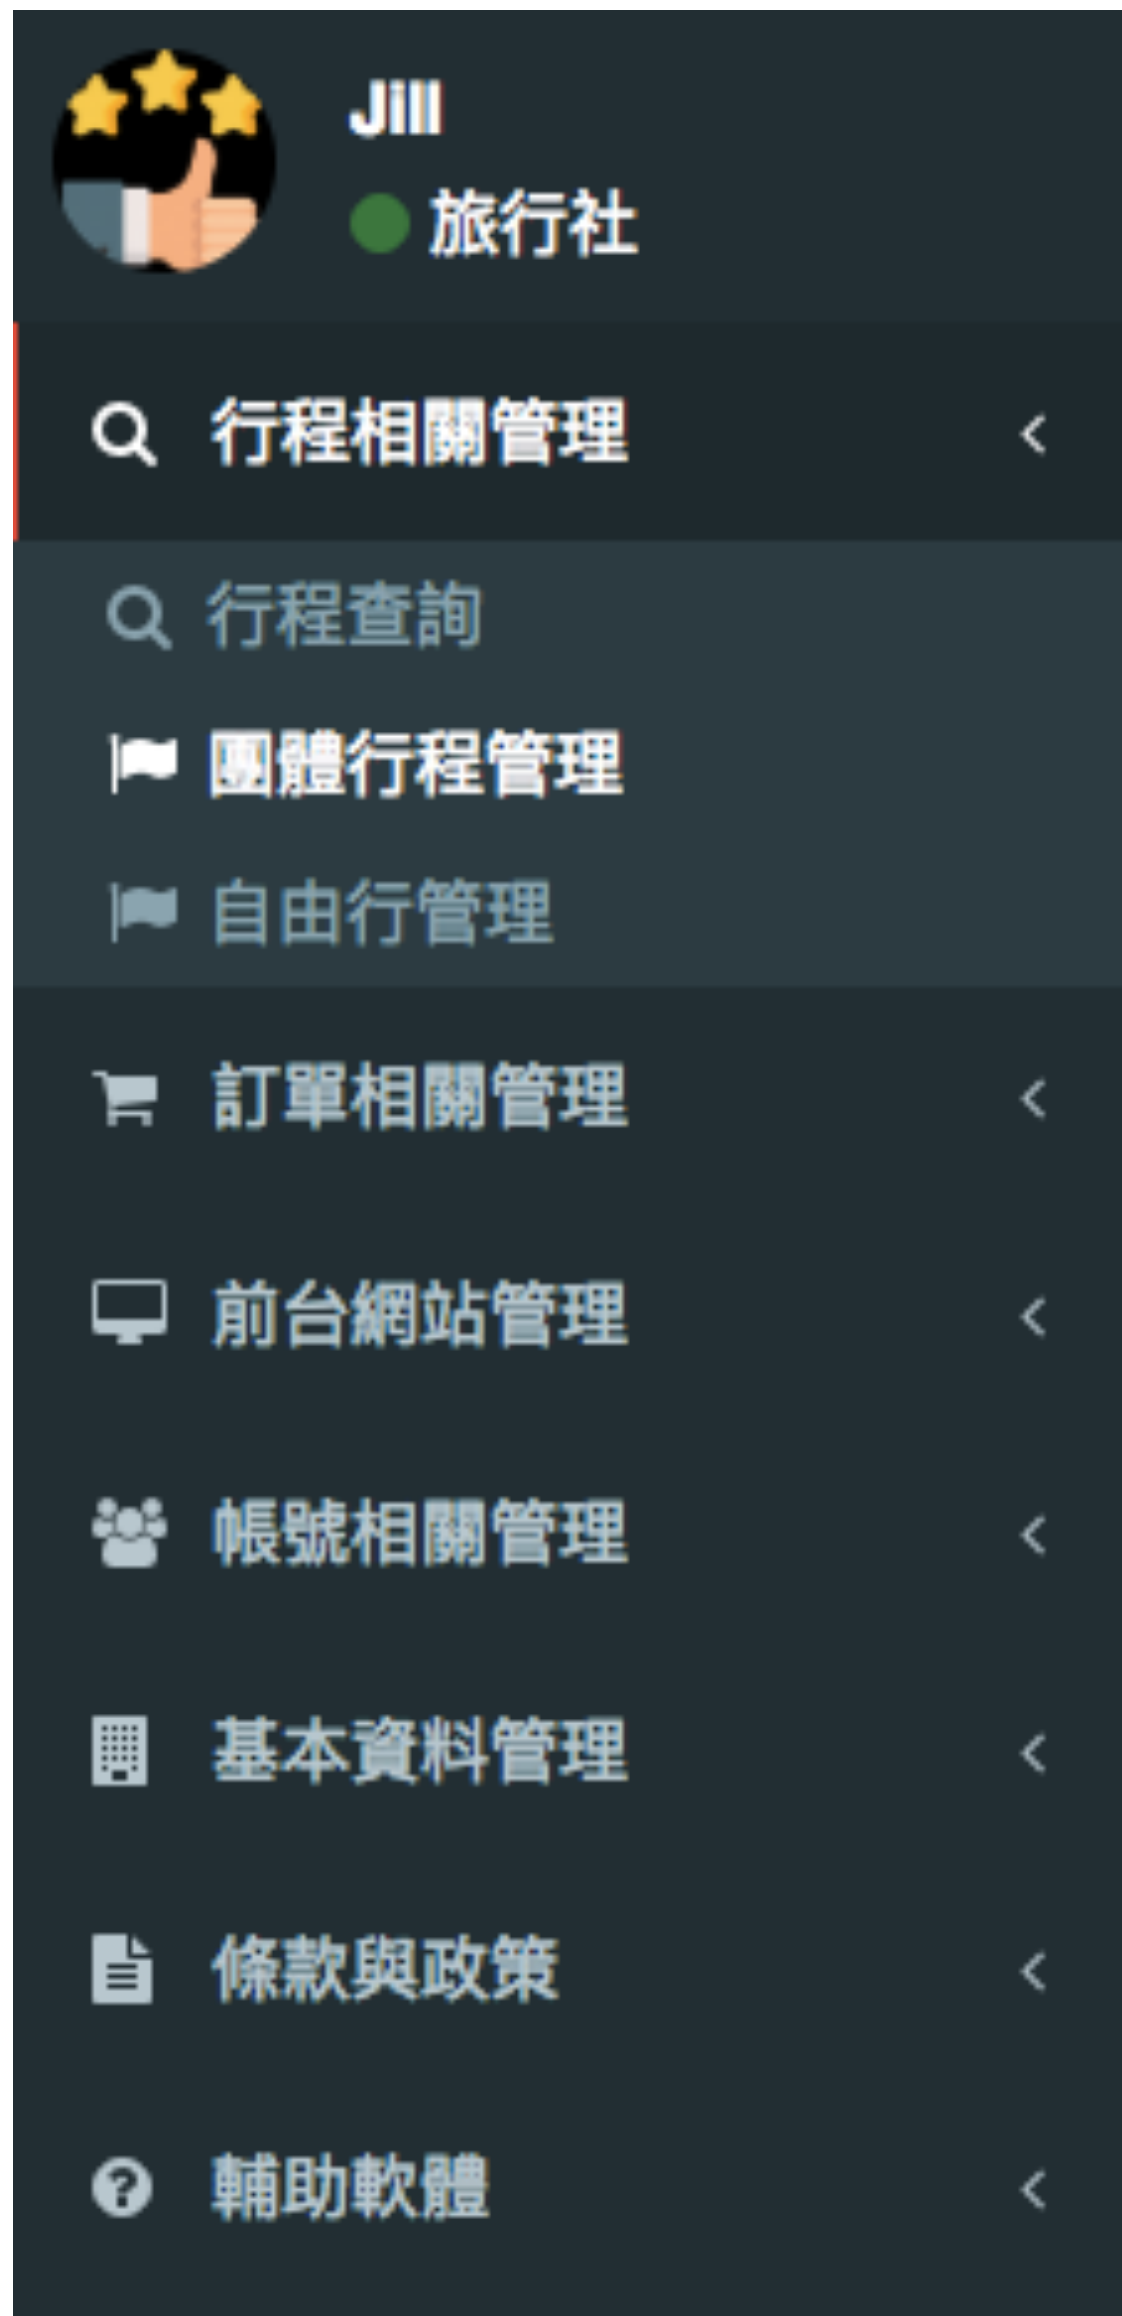 Jill
旅行社
行程相關管理
行程查詢
團體行程管理
自由行管理
訂單相關管理
前台網站管理
帳號相關管理
基本資料管理
條款與政策
輔助軟體